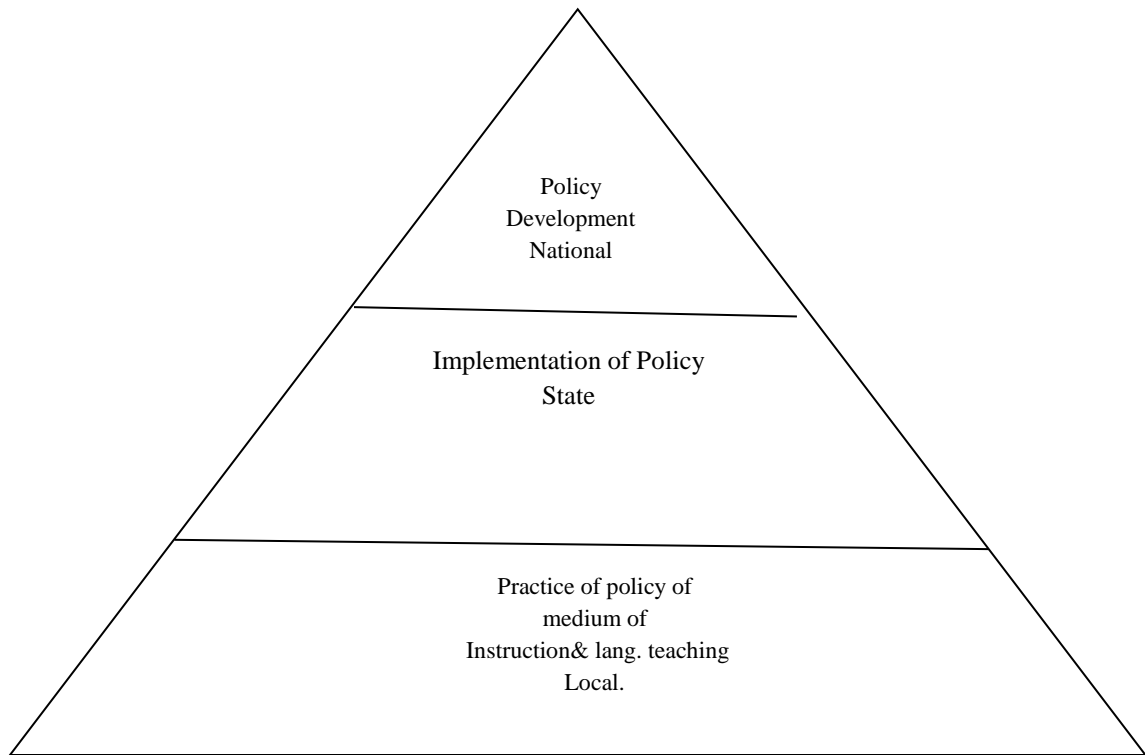 Policy
Development
National
Implementation of Policy
State
Practice of policy of
medium of
Instruction& lang. teaching
Local.